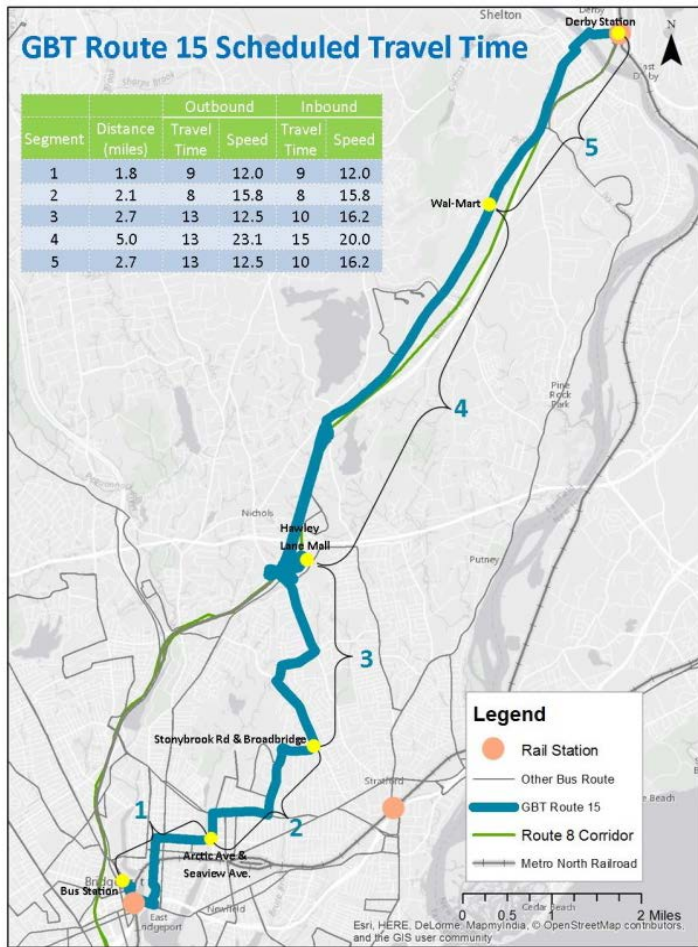 Shelton
Derby
Derby Station
GBT Route 15 Scheduled Travel Time
N
Outbound Inbound
Segment Distance (miles) Travel Time Speed Travel Time Speed
1 1.8 9 12.0 9 12.0
2 2.1 8 15.8 8 15.8
3 2.7 13 12.5 10 16.2
4 5.0 13 23.1 15 20.0
5 2.7 13 12.5 10 16.2
5
Wal-Mart
4
Pine
Rock
Park
Nichols
Hawley
Lane Mall
Putney
3
Stonybrook Rd & Broadbridge
Stratford
1
2
Arctic Ave &
Seaview Ave.
Bus Station
East
Bridgeport
Newfield
Legend
Rail Station
Other Bus Route
GBT Route 15
Route 8 Corridor
Metro North Railroad
0 0.5 1 2 Miles
Cedar Beach
Esri, HERE, DeLorme, MapmyIndia, © OpenStreetMap contributors,
and the GIS user community